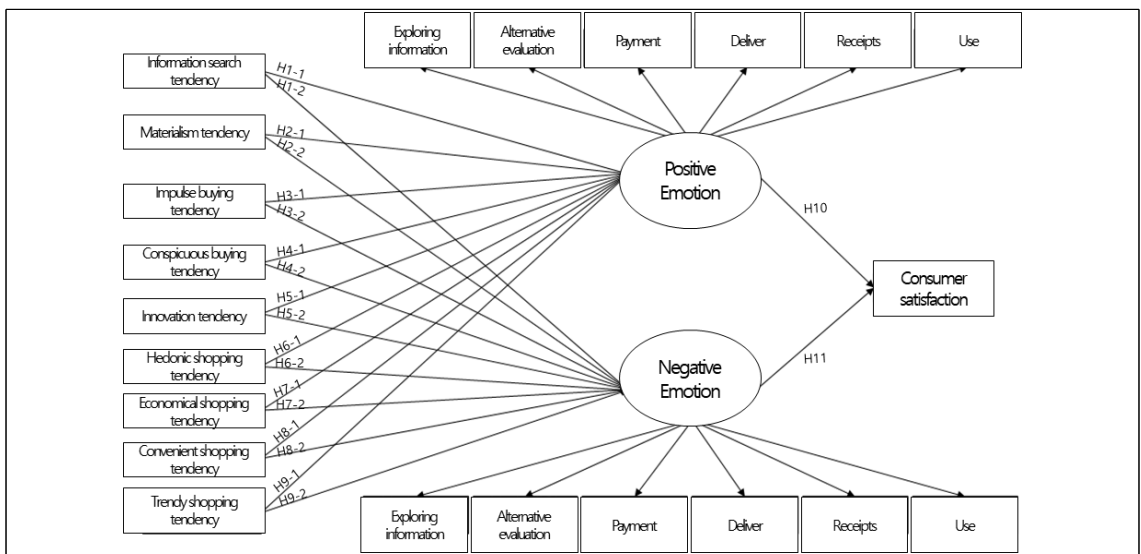 Exploring
information
Alternative
evaluation
Payment
Deliver
Receipts
Use
Information search
tendency
H1-1
H1-2
Materialism tendency
H2-1
H2-2
Impulse buying
tendency
H3-1
H3-2
Conspicuous buying
tendency
H4-1
H4-2
Innovation tendency
H5-1
H5-2
Hedonic shopping
tendency
H6-1
H6-2
Economical shopping
tendency
H7-1
H7-2
Convenient shopping
tendency
H8-1
H8-2
Trendy shopping
tendency
H9-1
H9-2
Positive
Emotion
H10
Consumer
satisfaction
Negative
Emotion
H11
Exploring
information
Alternative
evaluation
Payment
Deliver
Receipts
Use